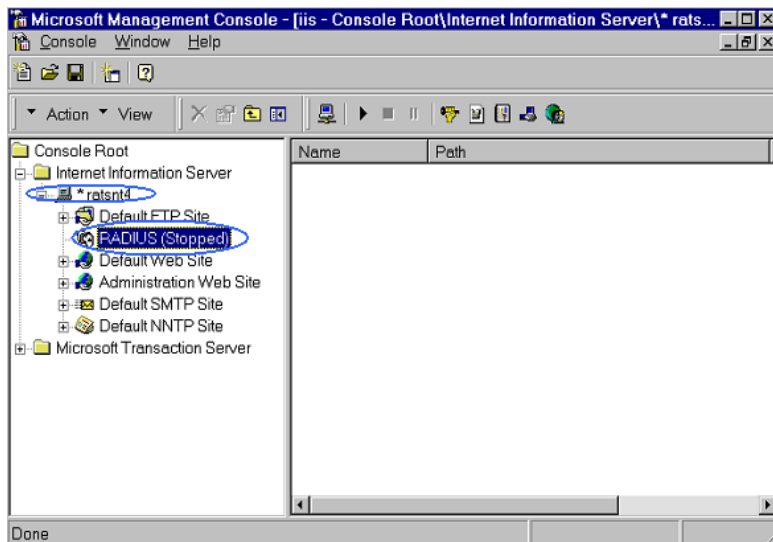 Microsoft Management Console - [iis - Console Root\Internet Information Server\* rats...
Console Window Help
Action View
Console Root
Internet Information Server
* ratsnt4
Default FTP Site
RADIUS (Stopped)
Default Web Site
Administration Web Site
Default SMTP Site
Default NNTP Site
Microsoft Transaction Server
Name Path
Done